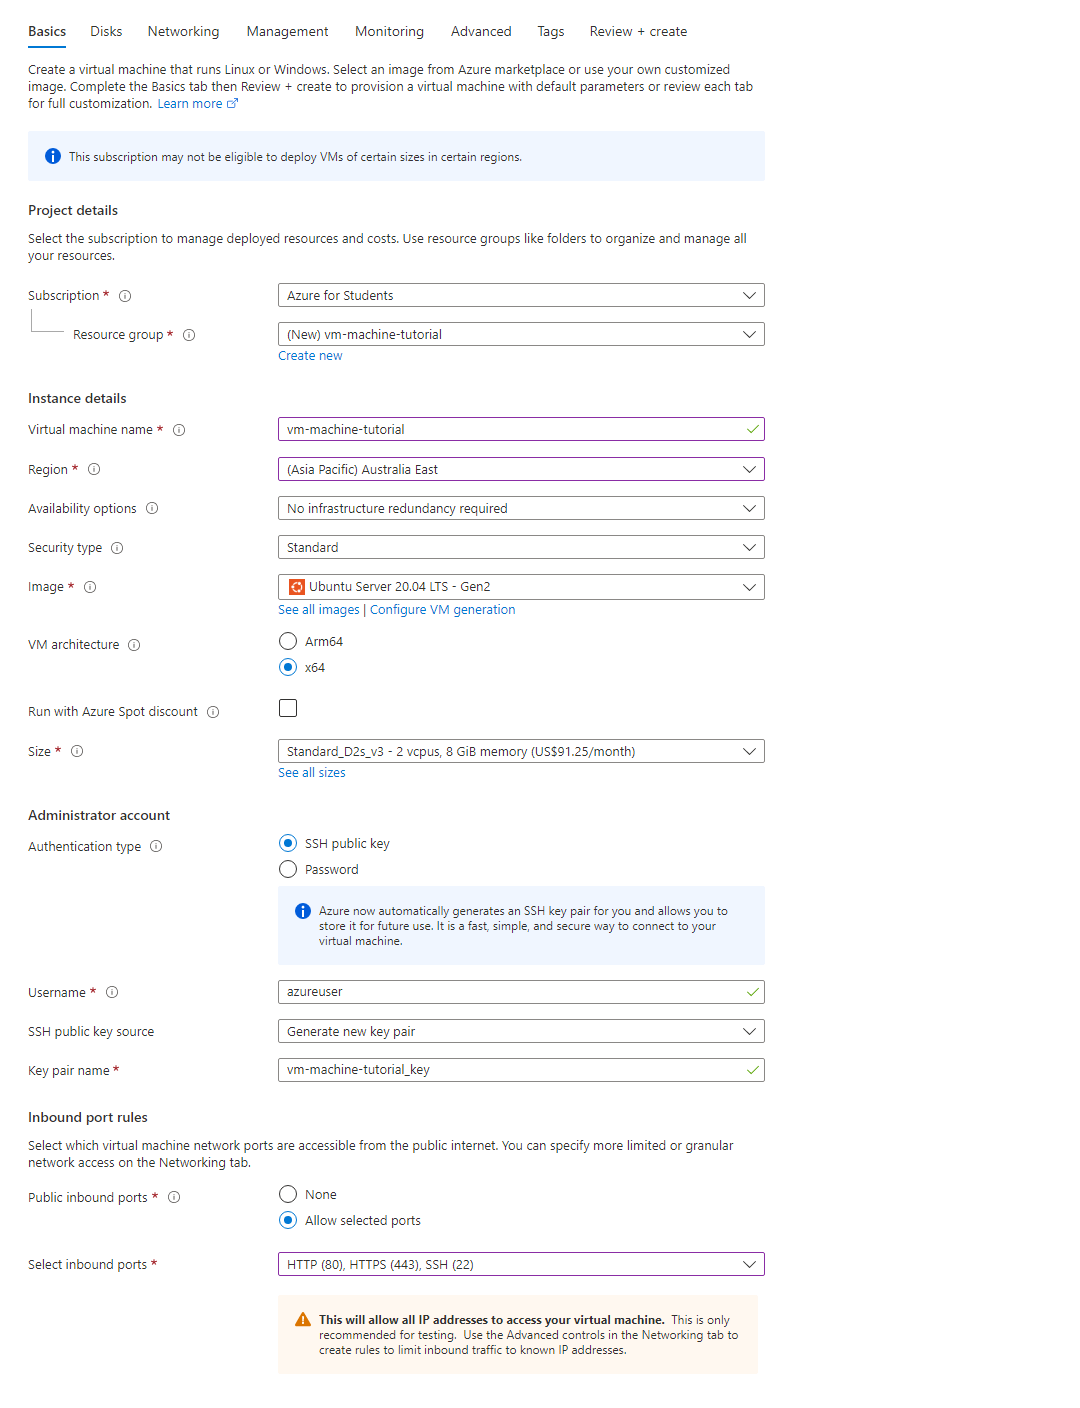 Basics Disks Networking Management Monitoring Advanced Tags Review + create
Create a virtual machine that runs Linux or Windows. Select an image from Azure marketplace or use your own customized
image. Complete the Basics tab then Review + create to provision a virtual machine with default parameters or review each tab
for full customization. Learn more
This subscription may not be eligible to deploy VMs of certain sizes in certain regions.
Project details
Select the subscription to manage deployed resources and costs. Use resource groups like folders to organize and manage all
your resources.
Subscription * Azure for Students
Resource group * (New) vm-machine-tutorial
Create new
Instance details
Virtual machine name * vm-machine-tutorial
Region * (Asia Pacific) Australia East
Availability options No infrastructure redundancy required
Security type Standard
Image * Ubuntu Server 20.04 LTS - Gen2
See all images | Configure VM generation
VM architecture Arm64
x64
Run with Azure Spot discount
Size * Standard_D2s_v3 - 2 vcpus, 8 GiB memory (US$91.25/month)
See all sizes
Administrator account
Authentication type SSH public key
Password
Azure now automatically generates an SSH key pair for you and allows you to
store it for future use. It is a fast, simple, and secure way to connect to your
virtual machine.
Username * azureuser
SSH public key source Generate new key pair
Key pair name * vm-machine-tutorial_key
Inbound port rules
Select which virtual machine network ports are accessible from the public internet. You can specify more limited or granular
network access on the Networking tab.
Public inbound ports * None
Allow selected ports
Select inbound ports * HTTP (80), HTTPS (443), SSH (22)
This will allow all IP addresses to access your virtual machine. This is only
recommended for testing. Use the Advanced controls in the Networking tab to
create rules to limit inbound traffic to known IP addresses.